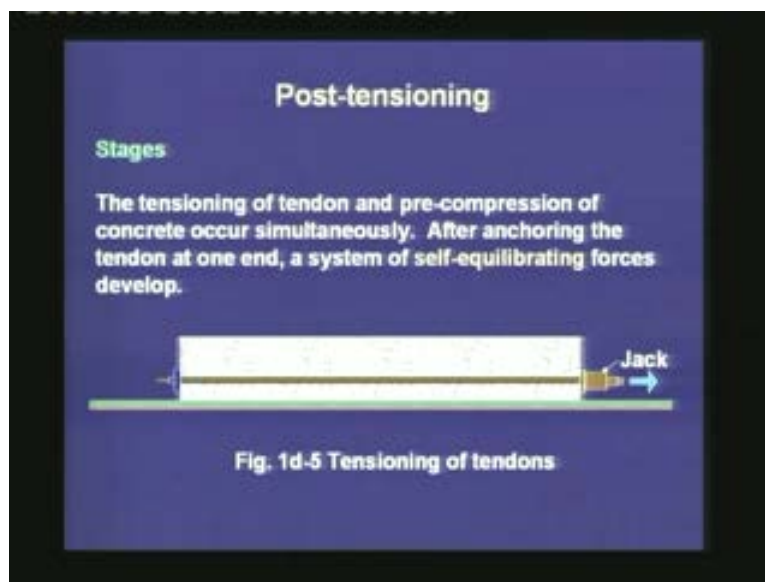 Post-tensioning
Stages
The tensioning of tendon and pre-compression of
concrete occur simultaneously. After anchoring the
tendon at one end, a system of self-equilibrating forces
develop.
Jack
Fig. 1d-5 Tensioning of tendons